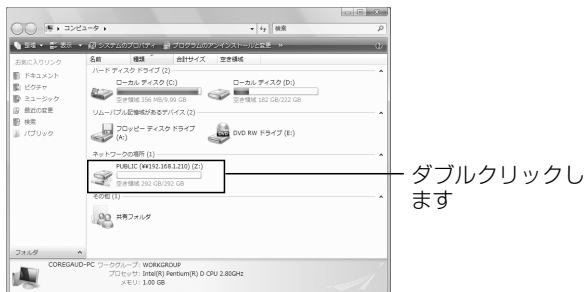 コンピュータ
検索
整理 表示 システムのプロパティ プログラムのアンインストールと変更 »
お気に入りリンク
ドキュメント
ピクチャ
ミュージック
最近の変更
検索
パブリック
フォルダ
名前 種類 合計サイズ 空き領域
ハード ディスク ドライブ (2)
ローカル ディスク (C:)
空き領域 356 MB/9.99 GB
ローカル ディスク (D:)
空き領域 182 GB/222 GB
リムーバブル記憶域があるデバイス (2)
フロッピー ディスク ドライブ
(A:)
DVD RW ドライブ (E:)
ネットワークの場所 (1)
PUBLIC (¥¥192.168.1.210) (Z:)
空き領域 292 GB/292 GB
その他 (1)
共有フォルダ
COREGAUD-PC ワークグループ: WORKGROUP
プロセッサ: Intel(R) Pentium(R) D CPU 2.80GHz
メモリ: 1.00 GB
ダブルクリックし
ます